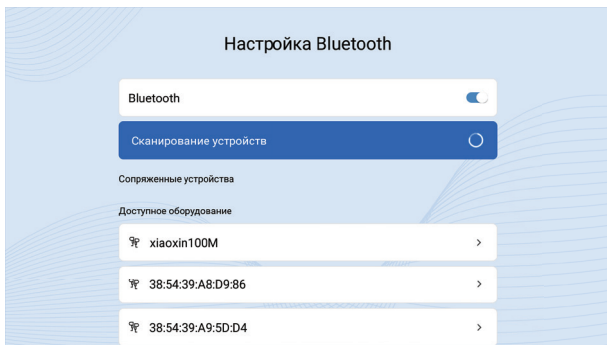 Настройка Bluetooth
Bluetooth
Сканирование устройств
Сопряженные устройства
Доступное оборудование
xiaoxin100M
38:54:39:A8:D9:86
38:54:39:A9:5D:D4